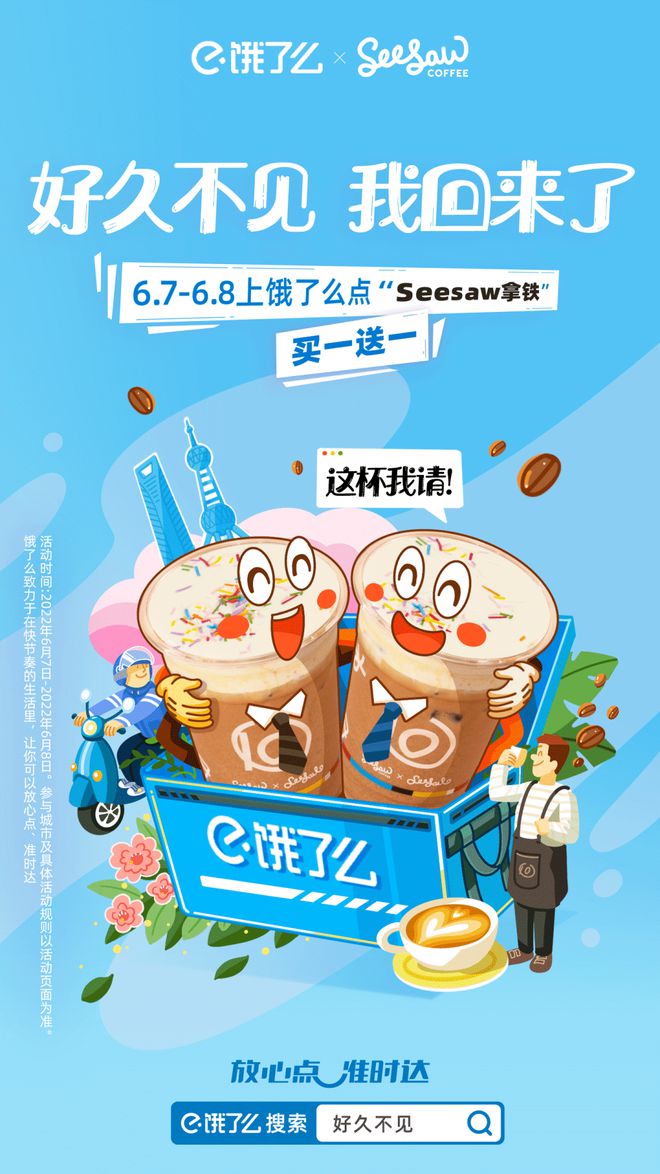 饿了么 × SeeSaw COFFEE
好久不见 我回来了
6.7-6.8上饿了么点“Seesaw拿铁”
买一送一
这杯我请!
活动时间:2022年6月7日-2022年6月8日。参与城市及具体活动规则以活动页面为准。
饿了么致力于在快节奏的生活里,让你可以放心点、准时达
SeeSaw
SeeSaw
饿了么
放心点 准时达
饿了么 搜索 好久不见